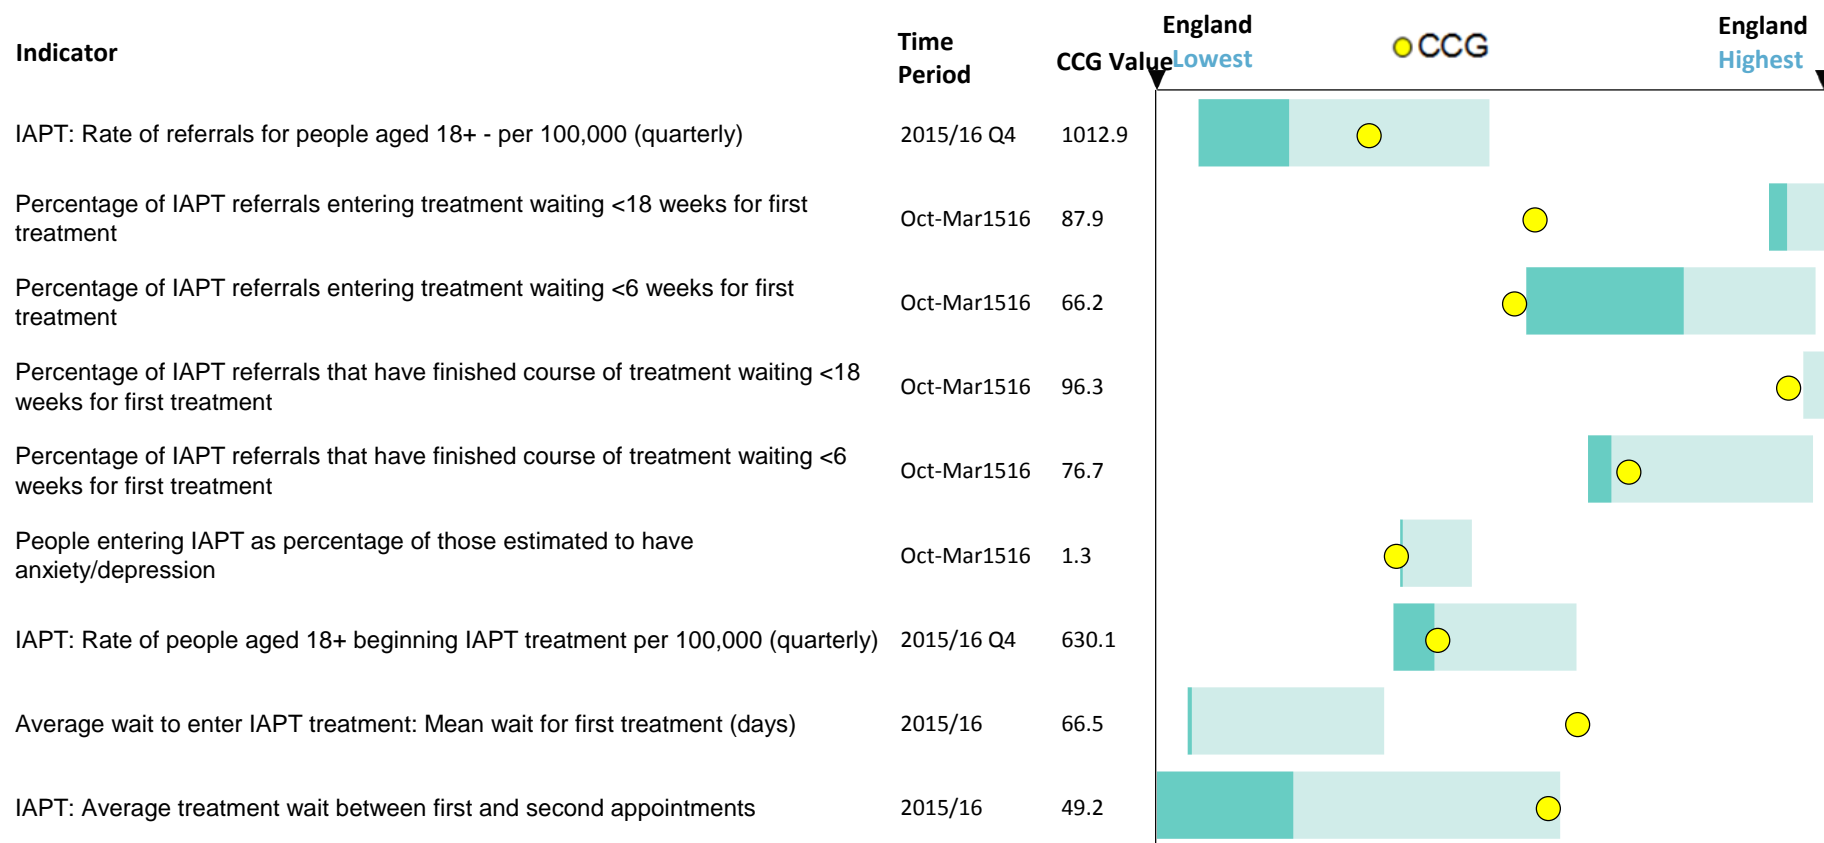 Indicator
Time
Period
CCG Value
England
Lowest
CCG
England
Highest
IAPT: Rate of referrals for people aged 18+ - per 100,000 (quarterly) 2015/16 Q4 1012.9
Percentage of IAPT referrals entering treatment waiting <18 weeks for first
treatment
Oct-Mar1516 87.9
Percentage of IAPT referrals entering treatment waiting <6 weeks for first
treatment
Oct-Mar1516 66.2
Percentage of IAPT referrals that have finished course of treatment waiting <18
weeks for first treatment
Oct-Mar1516 96.3
Percentage of IAPT referrals that have finished course of treatment waiting <6
weeks for first treatment
Oct-Mar1516 76.7
People entering IAPT as percentage of those estimated to have
anxiety/depression
Oct-Mar1516 1.3
IAPT: Rate of people aged 18+ beginning IAPT treatment per 100,000 (quarterly) 2015/16 Q4 630.1
Average wait to enter IAPT treatment: Mean wait for first treatment (days) 2015/16 66.5
IAPT: Average treatment wait between first and second appointments 2015/16 49.2